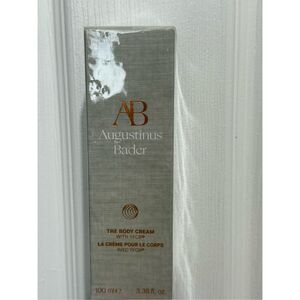 AB
Augustinus
Bader
THE BODY CREAM
WITH TFC8®
LA CRÈME POUR LE CORPS
AVEC TFC8®
100 ml e 3.38 fl. oz.